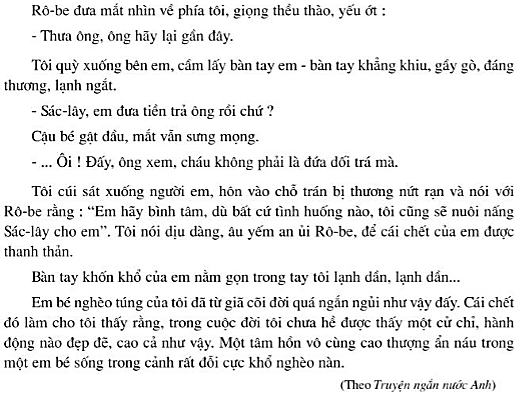 Rô-be đưa mắt nhìn về phía tôi, giọng thều thào, yếu ớt :
- Thưa ông, ông hãy lại gần đây.
Tôi quỳ xuống bên em, cầm lấy bàn tay em - bàn tay khẳng khiu, gầy gò, đáng
thương, lạnh ngắt.
- Sác-lây, em đưa tiền trả ông rồi chứ ?
Cậu bé gật đầu, mắt vẫn sưng mọng.
- ... Ôi ! Đấy, ông xem, cháu không phải là đứa dối trá mà.
Tôi cúi sát xuống người em, hôn vào chỗ trán bị thương nứt rạn và nói với
Rô-be rằng : “Em hãy bình tâm, dù bất cứ tình huống nào, tôi cũng sẽ nuôi nấng
Sác-lây cho em”. Tôi nói dịu dàng, âu yếm an ủi Rô-be, để cái chết của em được
thanh thản.
Bàn tay khốn khổ của em nằm gọn trong tay tôi lạnh dần, lạnh dần...
Em bé nghèo túng của tôi đã từ giã cõi đời quá ngắn ngủi như vậy đấy. Cái chết
đó làm cho tôi thấy rằng, trong cuộc đời tôi chưa hề được thấy một cử chỉ, hành
động nào đẹp đẽ, cao cả như vậy. Một tâm hồn vô cùng cao thượng ẩn náu trong
một em bé sống trong cảnh rất đỗi cực khổ nghèo nàn.
(Theo Truyện ngắn nước Anh)